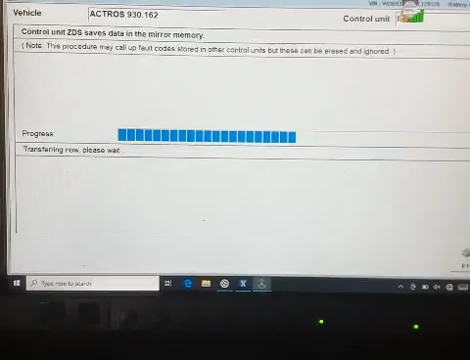 Vehicle
ACTROS 930.162
Control unit
Control unit ZDS saves data in the mirror memory.
( Note: This procedure may call up fault codes stored in other control units but these can be erased and ignored. )
Progress:
Transferring now, please wait...
Type here to search